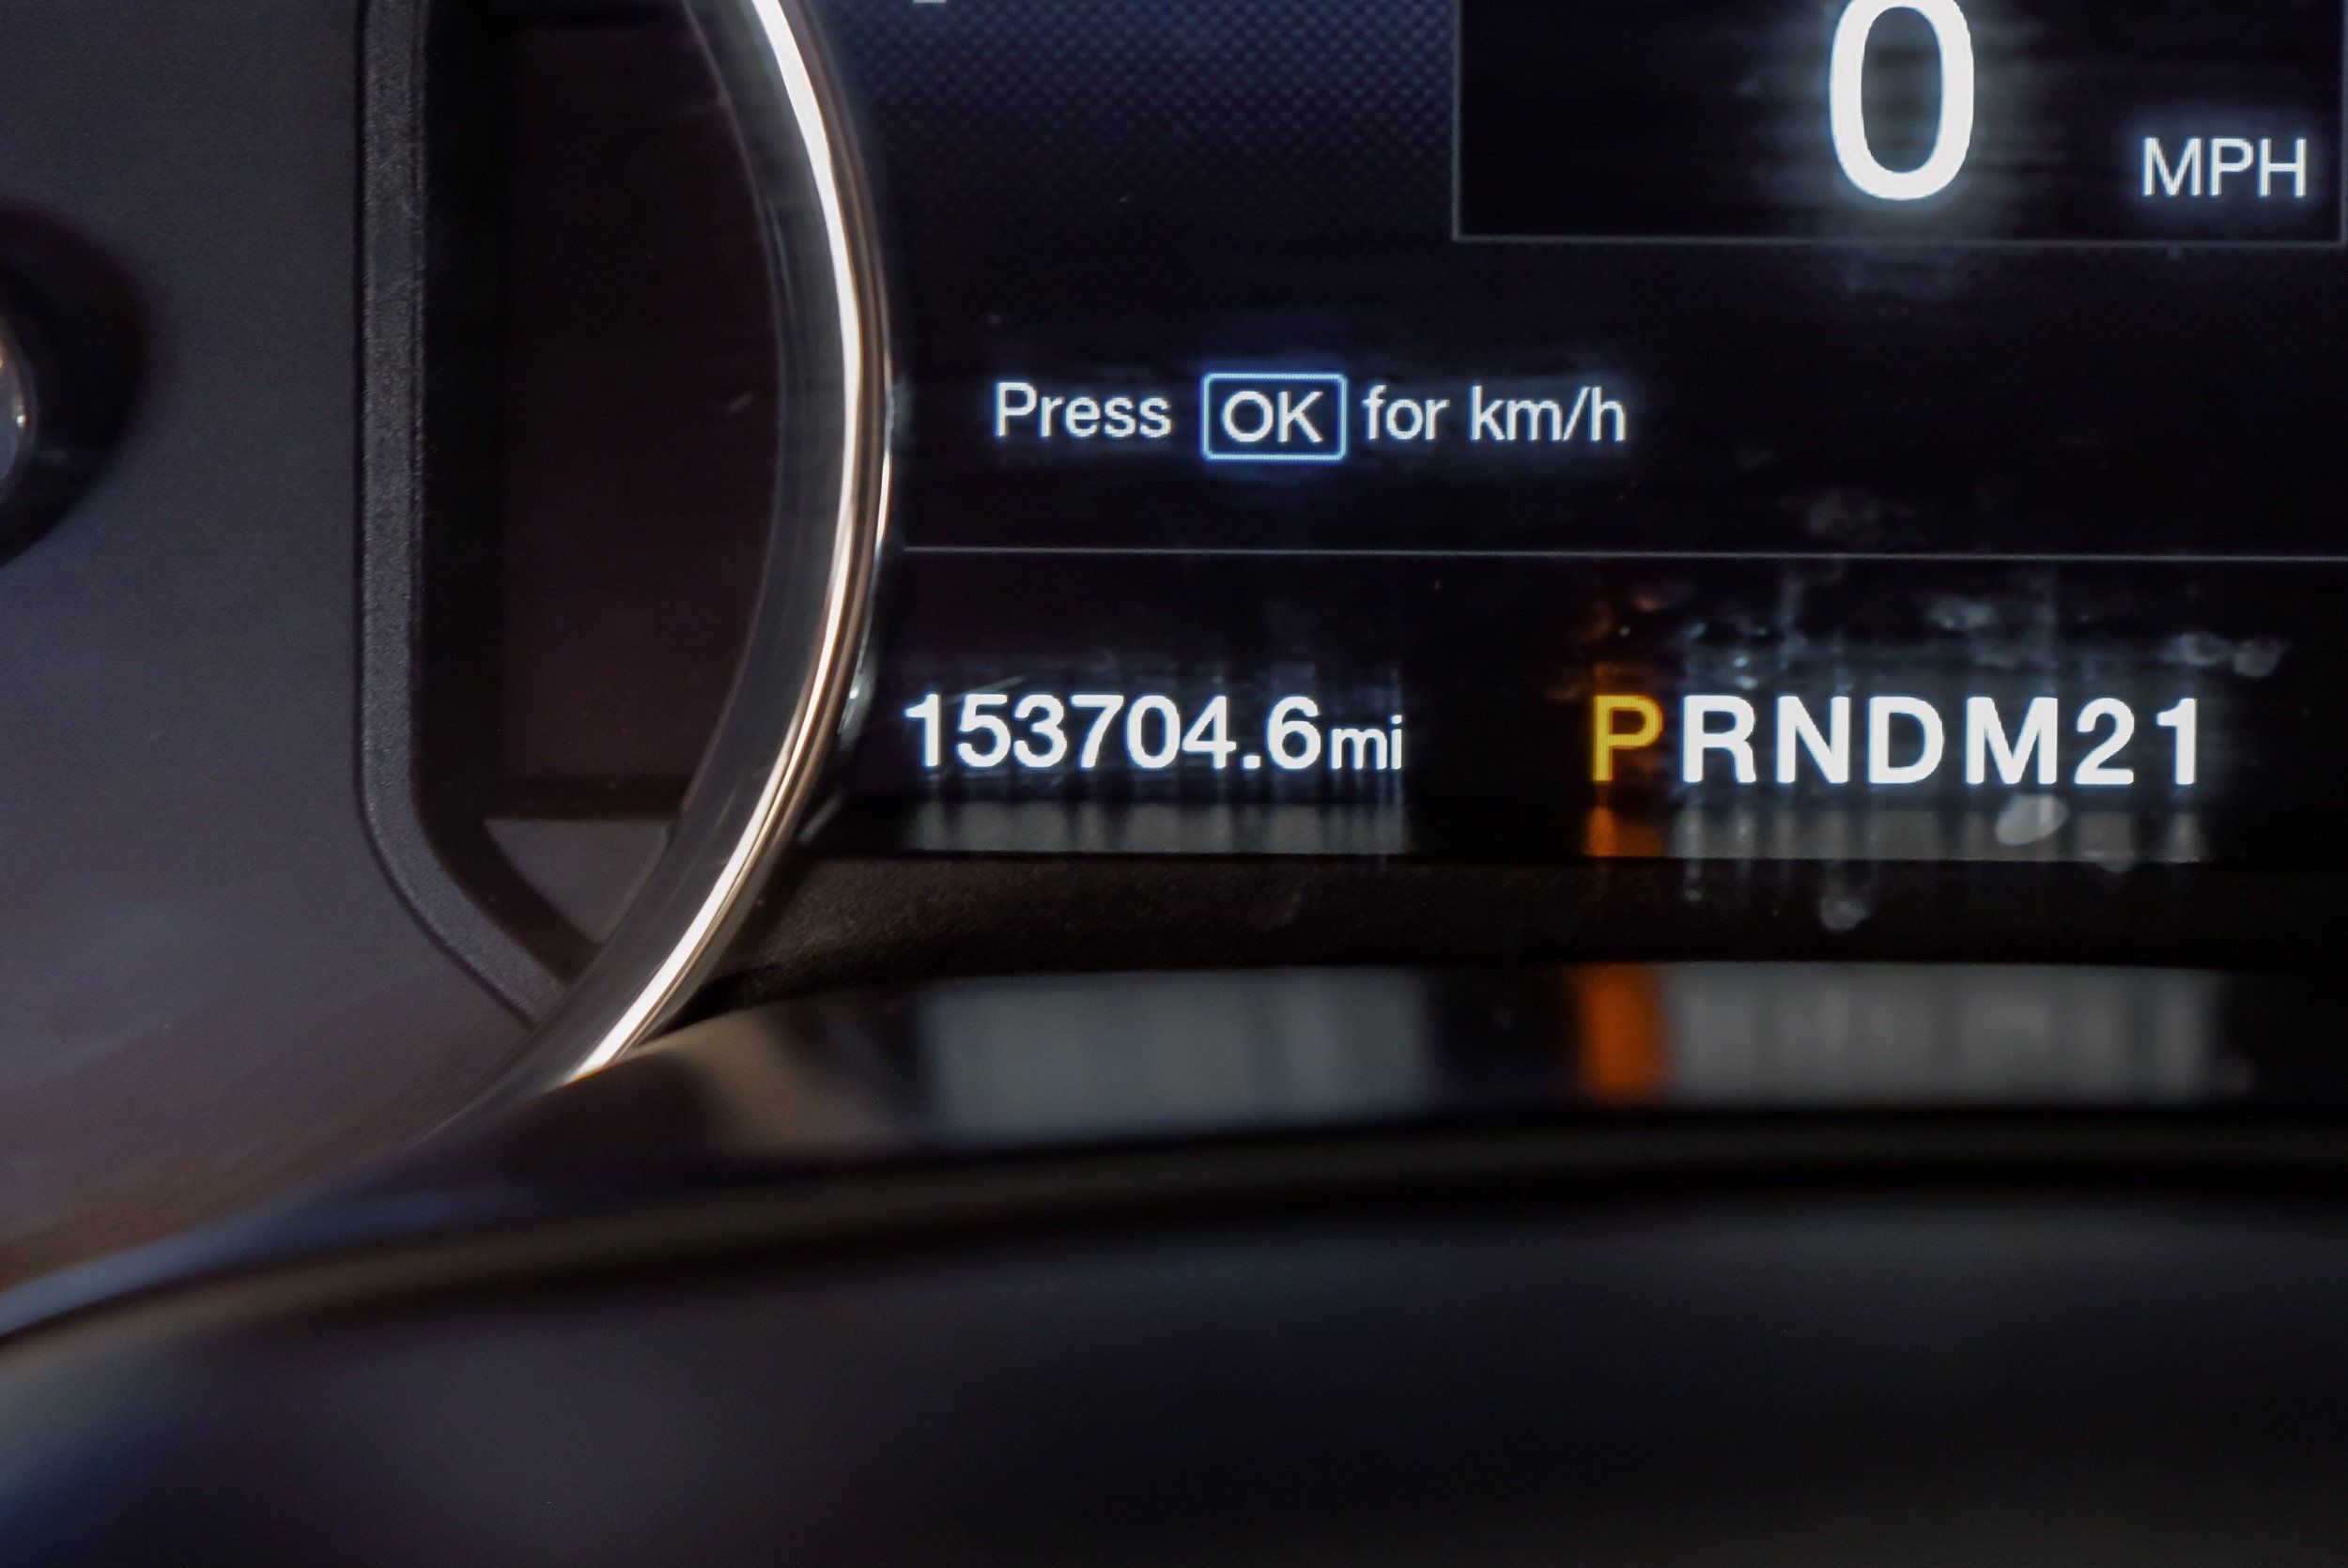 0
MPH
Press OK for km/h
153704.6mi PRNDM21